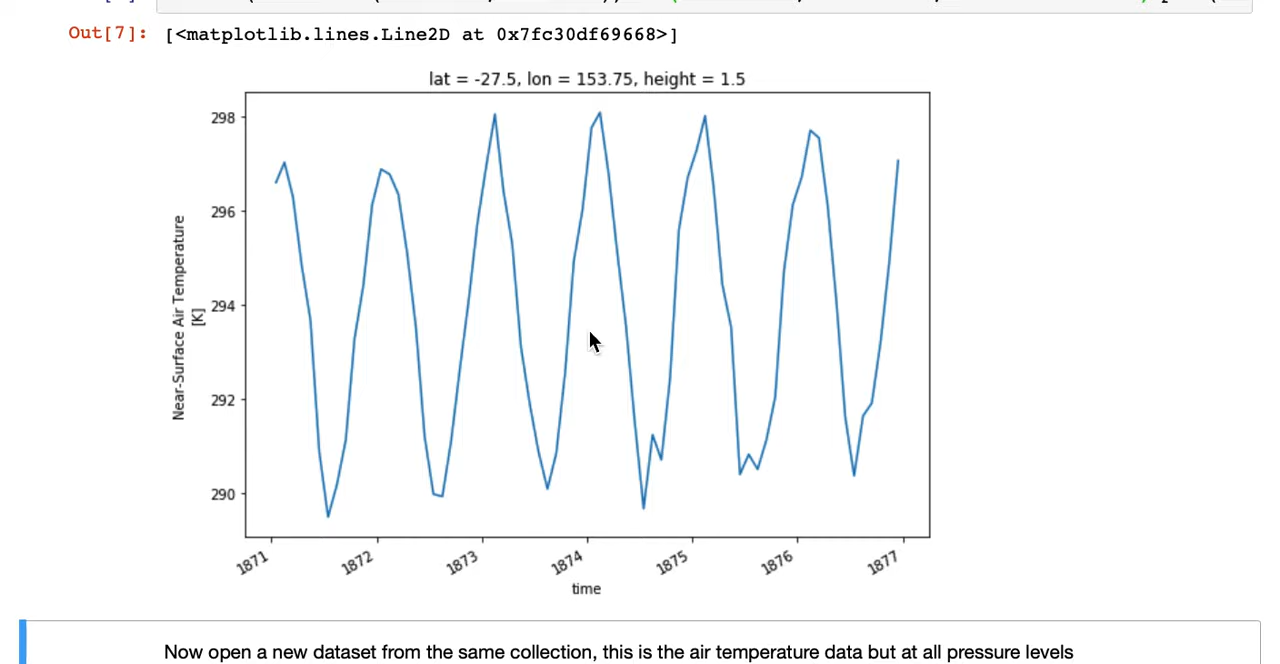 Out[7]: [<matplotlib.lines.Line2D at 0x7fc30df69668>]
lat = -27.5, lon = 153.75, height = 1.5
298
296
294
292
290
Near-Surface Air Temperature
[K]
1871 1872 1873 1874 1875 1876 1877
time
Now open a new dataset from the same collection, this is the air temperature data but at all pressure levels